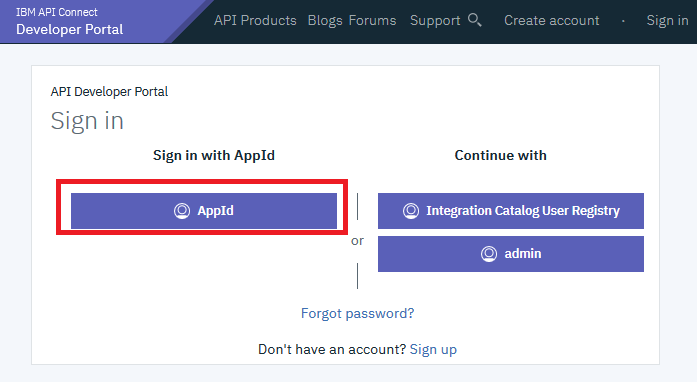 IBM API Connect
Developer Portal
API Products Blogs Forums Support Create account · Sign in
API Developer Portal
Sign in
Sign in with AppId
AppId
or
Continue with
Integration Catalog User Registry
admin
Forgot password?
Don't have an account? Sign up